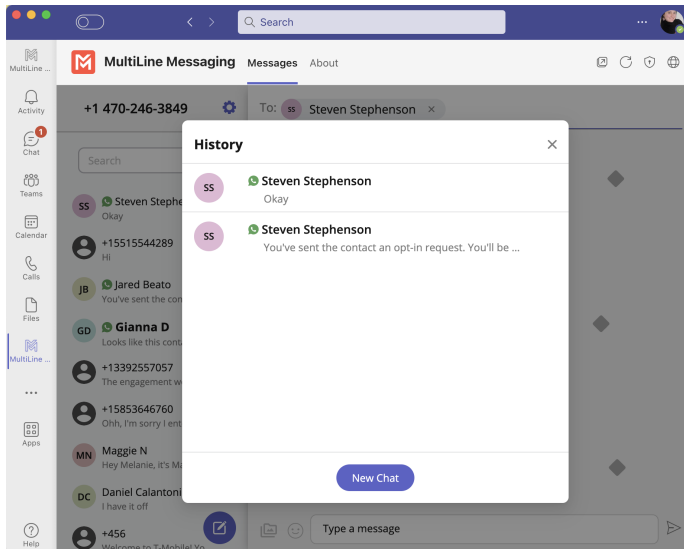 Search
MultiLine ...
MultiLine Messaging
Messages
About
Activity
1
Chat
Teams
Calendar
Calls
Files
MultiLine ...
Apps
Help
+1 470-246-3849
To: SS Steven Stephenson ×
Search
SS Steven Stephe
Okay
+15515544289
Hi
JB Jared Beato
You've sent the con
GD Gianna D
Looks like this conta
+13392557057
The engagement w
+15853646760
Ohh, I'm sorry I ent
MN Maggie N
Hey Melanie, it's Ma
DC Daniel Calantoni
I have it off
+456
Welcome to T-Mobile! Yo
History
SS Steven Stephenson
Okay
SS Steven Stephenson
You've sent the contact an opt-in request. You'll be ...
New Chat
Type a message